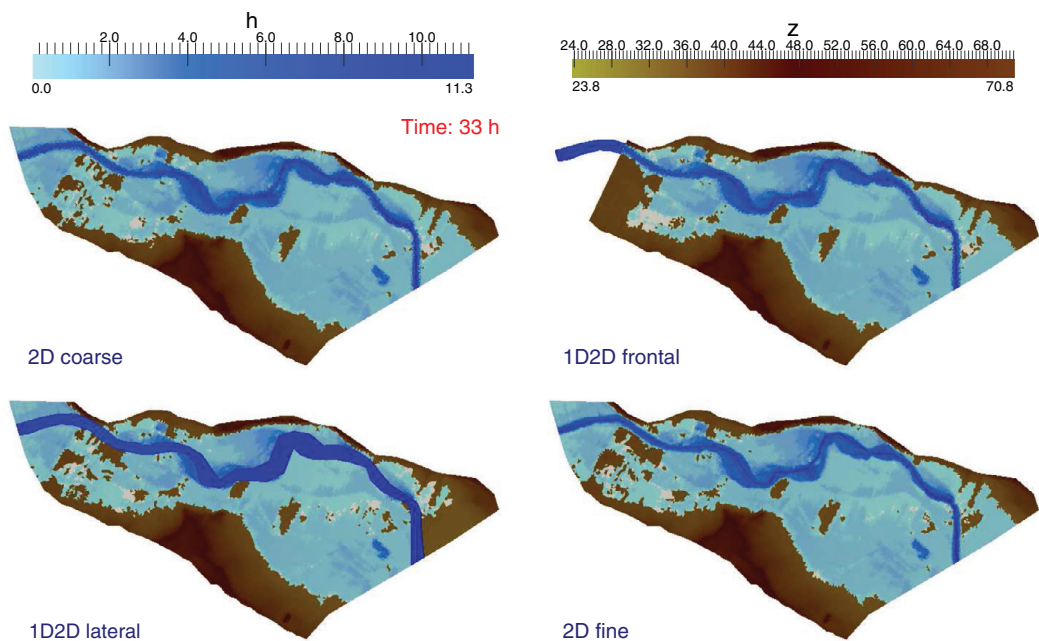 h
2.0 4.0 6.0 8.0 10.0
0.0 11.3
z
24.0 28.0 32.0 36.0 40.0 44.0 48.0 52.0 56.0 60.0 64.0 68.0
23.8 70.8
Time: 33 h
2D coarse
1D2D frontal
1D2D lateral
2D fine